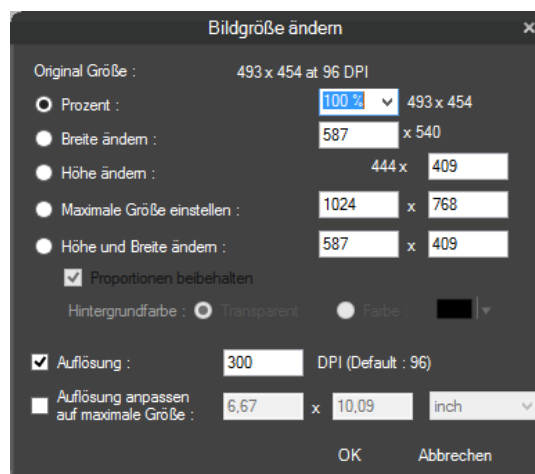 Bildgröße ändern
Original Größe : 493 x 454 at 96 DPI
Prozent : 100 % 493 x 454
Breite ändern : 587 x 540
Höhe ändern : 444 x 409
Maximale Größe einstellen : 1024 x 768
Höhe und Breite ändern : 587 x 409
Proportionen beibehalten
Hintergrundfarbe : Transparent Farbe :
Auflösung : 300 DPI (Default : 96)
Auflösung anpassen
auf maximale Größe : 6,67 x 10,09 inch
OK Abbrechen